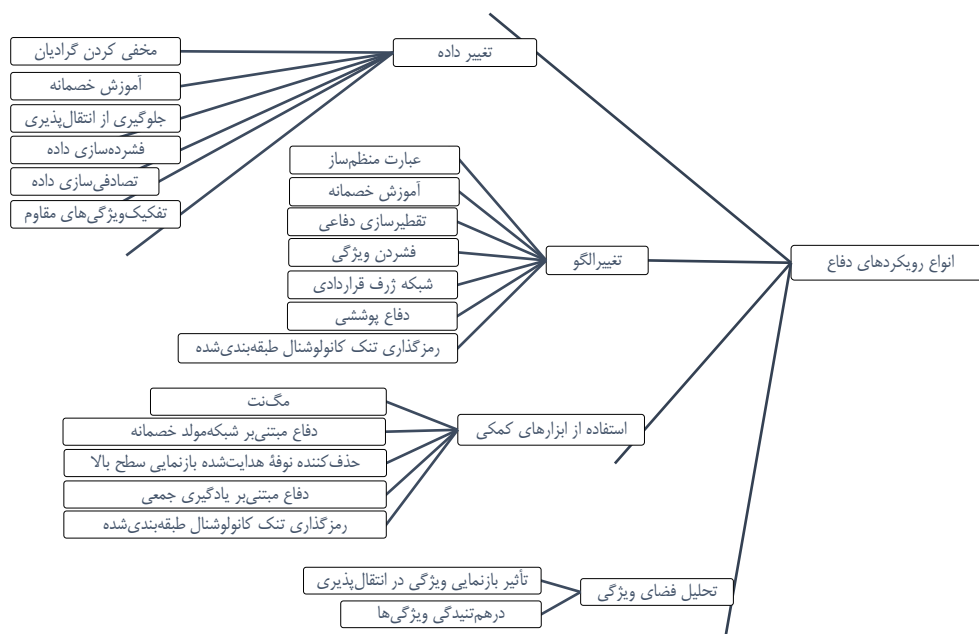 انواع رویکردهای دفاع
تغییر داده
مخفی کردن گرادیان
آموزش خصمانه
جلوگیری از انتقال‌پذیری
فشرده‌سازی داده
تصادفی‌سازی داده
تفکیک‌ویژگی‌های مقاوم
تغییرالگو
عبارت منظم‌ساز
آموزش خصمانه
تقطیرسازی دفاعی
فشردن ویژگی
شبکه ژرف قراردادی
دفاع پوششی
رمزگذاری تنک کانولوشنال طبقه‌بندی‌شده
استفاده از ابزارهای کمکی
مگ‌نت
دفاع مبتنی‌بر شبکه‌مولد خصمانه
حذف‌کننده نوفهٔ هدایت‌شده بازنمایی سطح بالا
دفاع مبتنی‌بر یادگیری جمعی
رمزگذاری تنک کانولوشنال طبقه‌بندی‌شده
تحلیل فضای ویژگی
تأثیر بازنمایی ویژگی در انتقال‌پذیری
درهم‌تنیدگی ویژگی‌ها